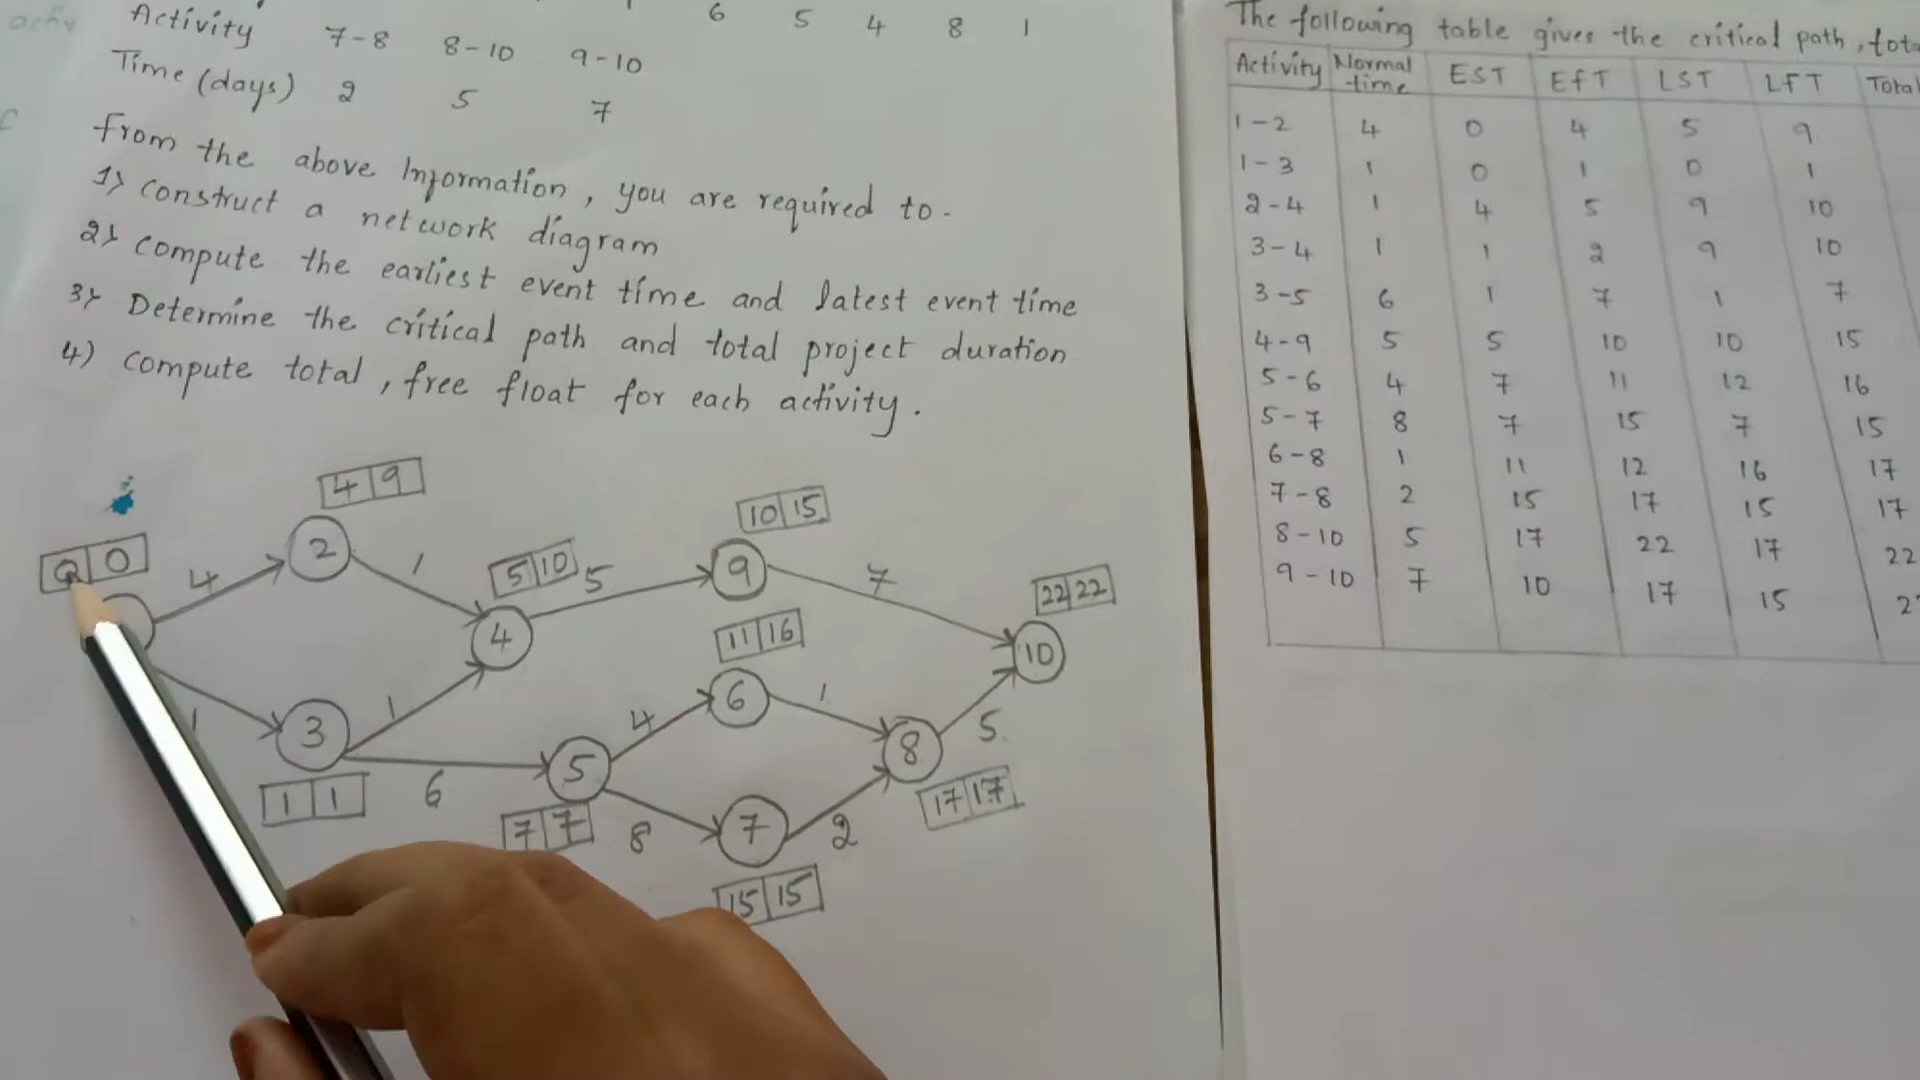 Activity 7-8 8-10 9-10
6 5 4 8 1
Time (days) 2 5 7
From the above Information, you are required to -
1) construct a network diagram
2) compute the earliest event time and latest event time
3) Determine the critical path and total project duration
4) compute total, free float for each activity.
4 9
10 15
0 0
4 2 1
5 10 5
9 7
22 22
4
11 16
10
1 3 1
4 6 1
8 5
5
1 1
6
7 7
8 7 2
17 17
15 15
The following table gives the critical path,
Activity Normal time EST EfT LST LFT Total
1-2 4 0 4 5 9
1-3 1 0 1 0 1
2-4 1 4 5 9 10
3-4 1 1 2 9 10
3-5 6 1 7 1 7
4-9 5 5 10 10 15
5-6 4 7 11 12 16
5-7 8 7 15 7 15
6-8 1 11 12 16 17
7-8 2 15 17 15 17
8-10 5 17 22 17 22
9-10 7 10 17 15